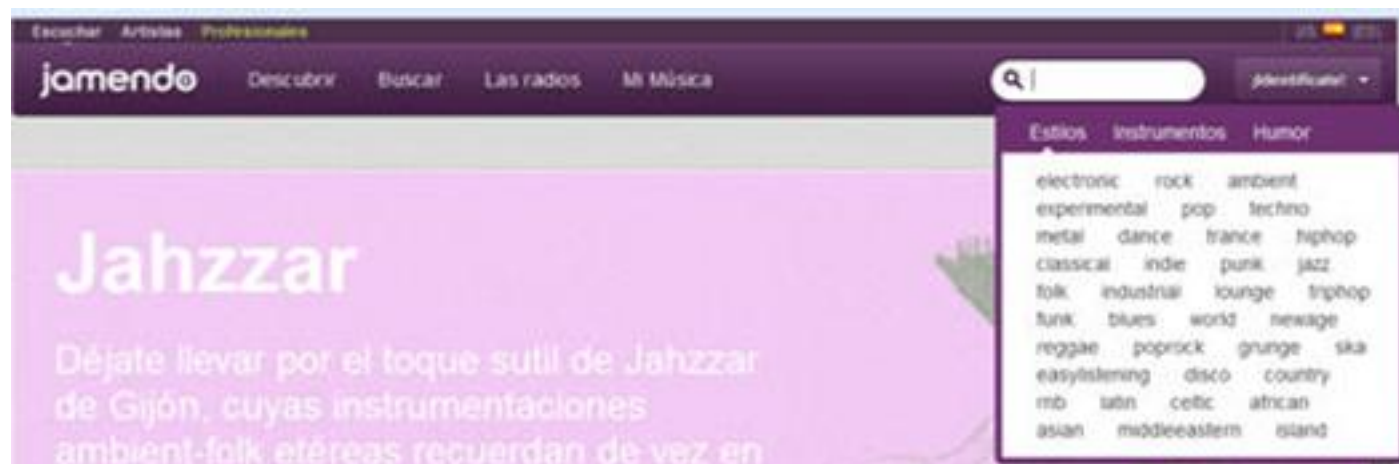 Escuchar Artistas Profesionales
jamendo Descubrir Buscar Las radios Mi Música ¡Identifícate!
Estilos Instrumentos Humor
electronic rock ambient
experimental pop techno
metal dance trance hiphop
classical indie punk jazz
folk industrial lounge triphop
funk blues world newage
reggae poprock grunge ska
easylistening disco country
rnb latin celtic african
asian middleeastern island
Jahzzar
Déjate llevar por el toque sutil de Jahzzar
de Gijón, cuyas instrumentaciones
ambient-folk etéreas recuerdan de vez en